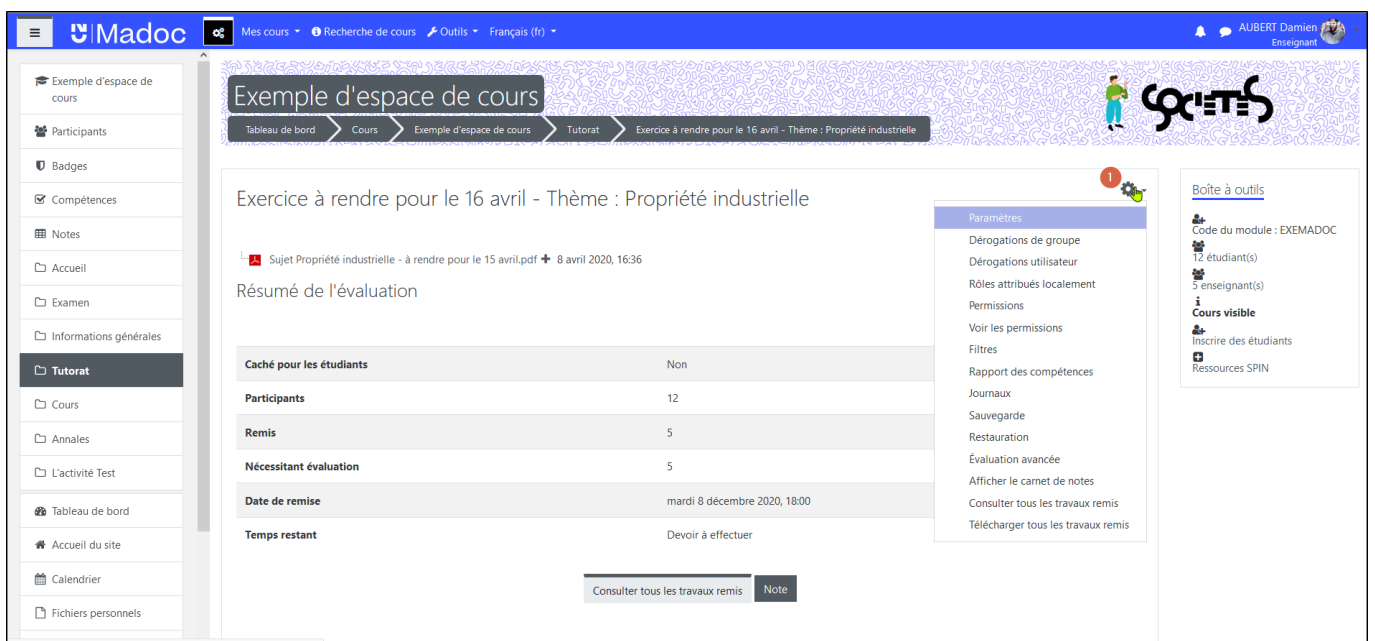 Madoc
Mes cours
Recherche de cours
Outils
Français (fr)
AUBERT Damien
Enseignant
Exemple d'espace de
cours
Participants
Badges
Compétences
Notes
Accueil
Examen
Informations générales
Tutorat
Cours
Annales
L'activité Test
Tableau de bord
Accueil du site
Calendrier
Fichiers personnels
Exemple d'espace de cours
Tableau de bord
Cours
Exemple d'espace de cours
Tutorat
Exercice à rendre pour le 16 avril - Thème : Propriété industrielle
SOCIETES
Exercice à rendre pour le 16 avril - Thème : Propriété industrielle
1
Sujet Propriété industrielle - à rendre pour le 15 avril.pdf
8 avril 2020, 16:36
Résumé de l'évaluation
Caché pour les étudiants Non
Participants 12
Remis 5
Nécessitant évaluation 5
Date de remise mardi 8 décembre 2020, 18:00
Temps restant Devoir à effectuer
Consulter tous les travaux remis
Note
Paramètres
Dérogations de groupe
Dérogations utilisateur
Rôles attribués localement
Permissions
Voir les permissions
Filtres
Rapport des compétences
Journaux
Sauvegarde
Restauration
Évaluation avancée
Afficher le carnet de notes
Consulter tous les travaux remis
Télécharger tous les travaux remis
Boîte à outils
Code du module : EXEMADOC
12 étudiant(s)
5 enseignant(s)
Cours visible
Inscrire des étudiants
Ressources SPIN